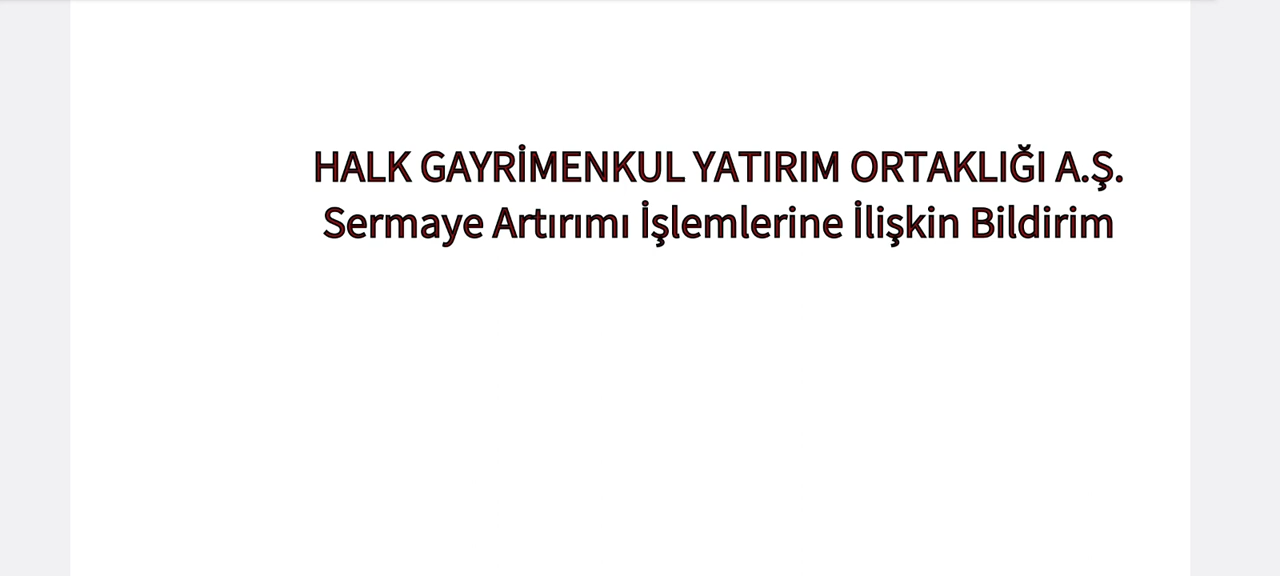 HALK GAYRİMENKUL YATIRIM ORTAKLIĞI A.Ş.
Sermaye Artırımı İşlemlerine İlişkin Bildirim